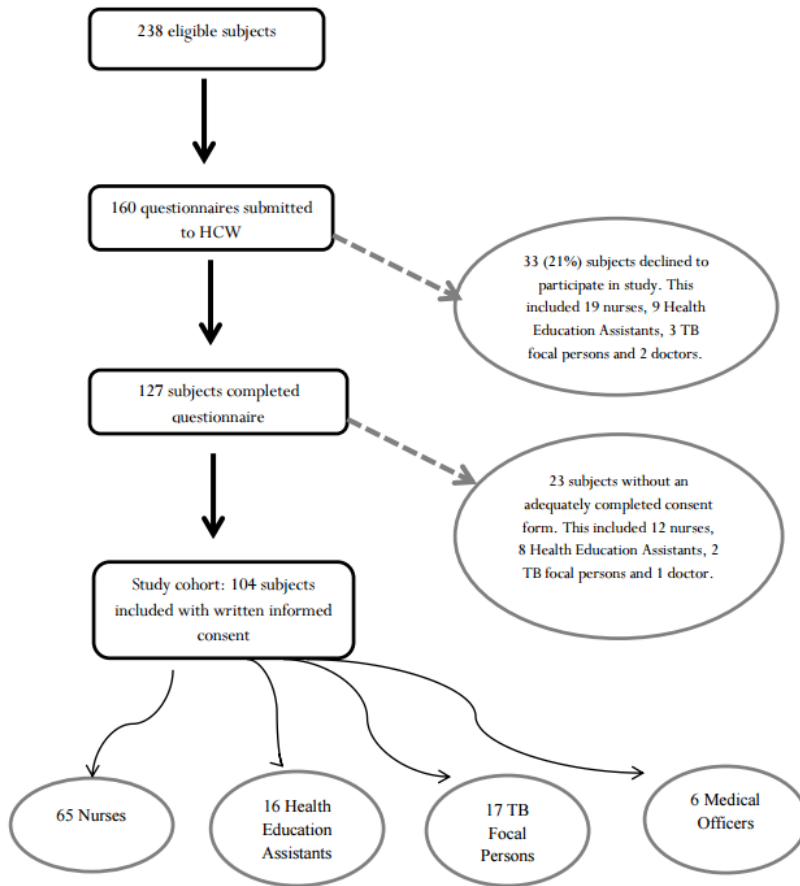 238 eligible subjects
160 questionnaires submitted
to HCW
33 (21%) subjects declined to
participate in study. This
included 19 nurses, 9 Health
Education Assistants, 3 TB
focal persons and 2 doctors.
127 subjects completed
questionnaire
23 subjects without an
adequately completed consent
form. This included 12 nurses,
8 Health Education Assistants, 2
TB focal persons and 1 doctor.
Study cohort: 104 subjects
included with written informed
consent
65 Nurses
16 Health
Education
Assistants
17 TB
Focal
Persons
6 Medical
Officers